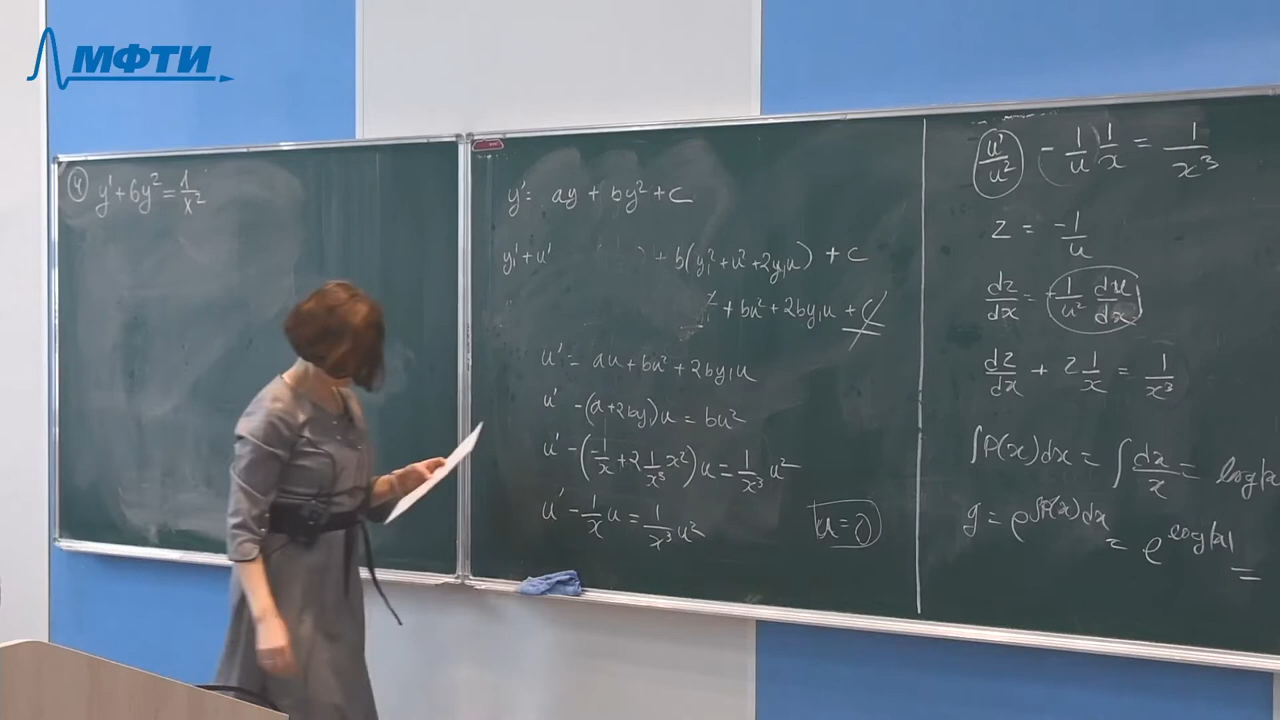 МФТИ
④ y' + 6y² = 1/x²
y' = ay + by² + c
y₁' + u' ) + b(y₁² + u² + 2y₁u) + c
+ bu² + 2by₁u + c
u' = au + bu² + 2by₁u
u' - (a + 2by₁)u = bu²
u' - (-1/x + 2 1/x³ x²)u = 1/x³ u²
u' - 1/x u = 1/x³ u²
u = 0
u'/u² - 1/u 1/x = 1/x³
z = -1/u
dz/dx = 1/u² du/dx
dz/dx + z 1/x = 1/x³
∫P(x)dx = ∫dx/x = log|x
g = e^∫P(x)dx = e^log|x| =